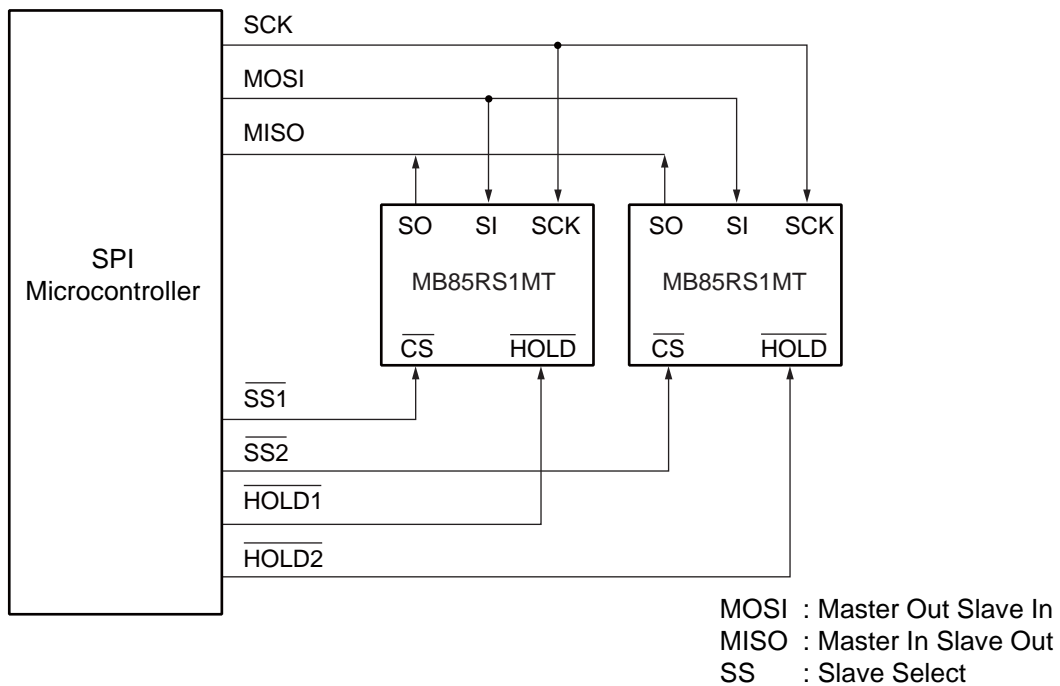 SCK
MOSI
MISO
SO SI SCK
MB85RS1MT
CS HOLD
SO SI SCK
MB85RS1MT
CS HOLD
SPI
Microcontroller
SS1
SS2
HOLD1
HOLD2
MOSI : Master Out Slave In
MISO : Master In Slave Out
SS : Slave Select